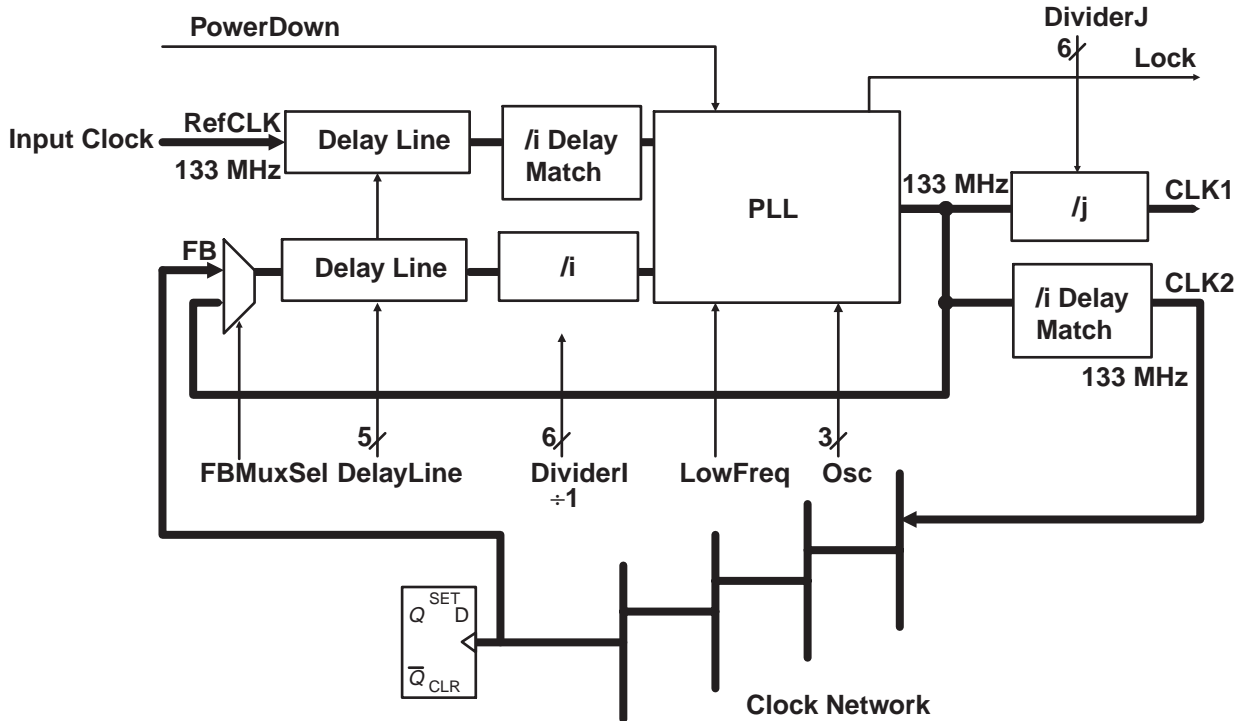 PowerDown
DividerJ
6
Lock
Input Clock
RefCLK
133 MHz
Delay Line
/i Delay
Match
PLL
133 MHz
/j
CLK1
FB
Delay Line
/i
/i Delay
Match
CLK2
133 MHz
5
6
3
FBMuxSel
DelayLine
DividerI
÷1
LowFreq
Osc
SET
Q
D
Q̅
CLR
Clock Network